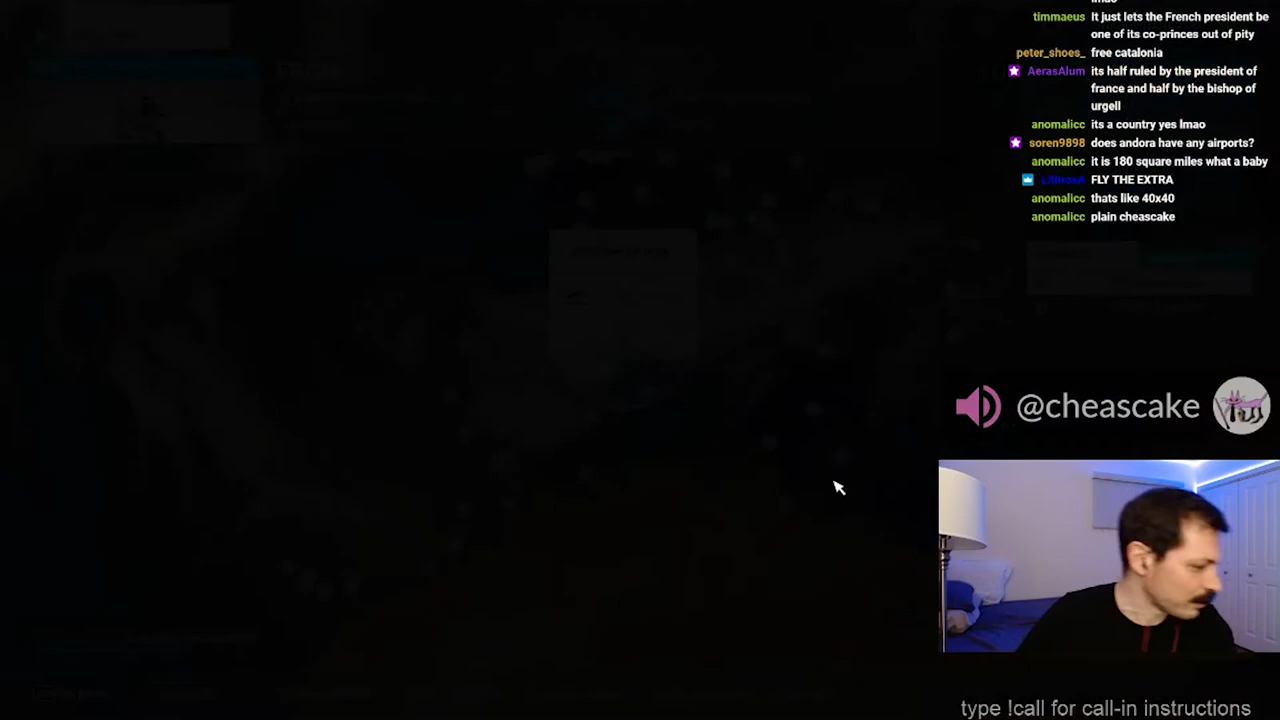 lmao
timmaeus It just lets the French president be
one of its co-princes out of pity
peter_shoes_ free catalonia
AerasAlum its half ruled by the president of
france and half by the bishop of
urgell
anomalicc its a country yes lmao
soren9898 does andora have any airports?
anomalicc it is 180 square miles what a baby
FLY THE EXTRA
anomalicc thats like 40x40
anomalicc plain cheascake
@cheascake
type !call for call-in instructions